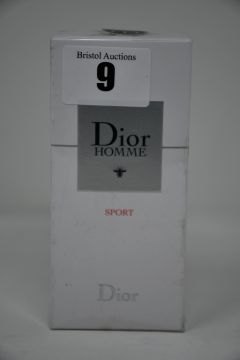 Bristol Auctions
9
Dior
HOMME
SPORT
Dior